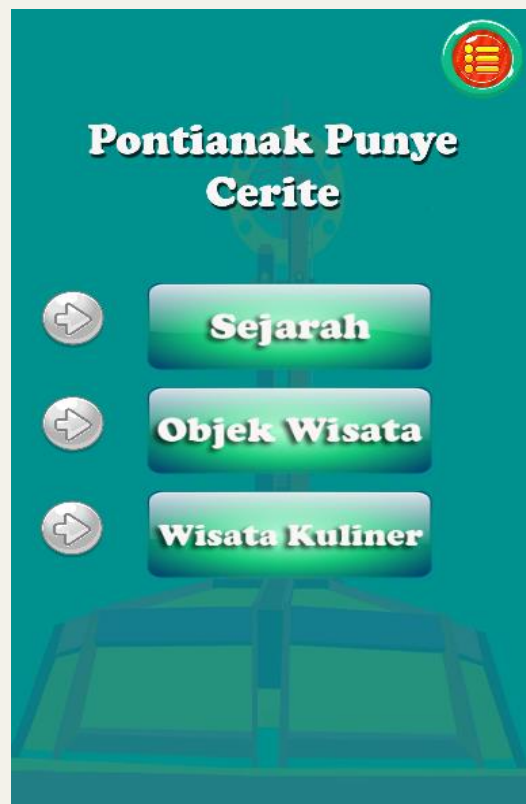 Pontianak Punye
Cerite
Sejarah
Objek Wisata
Wisata Kuliner